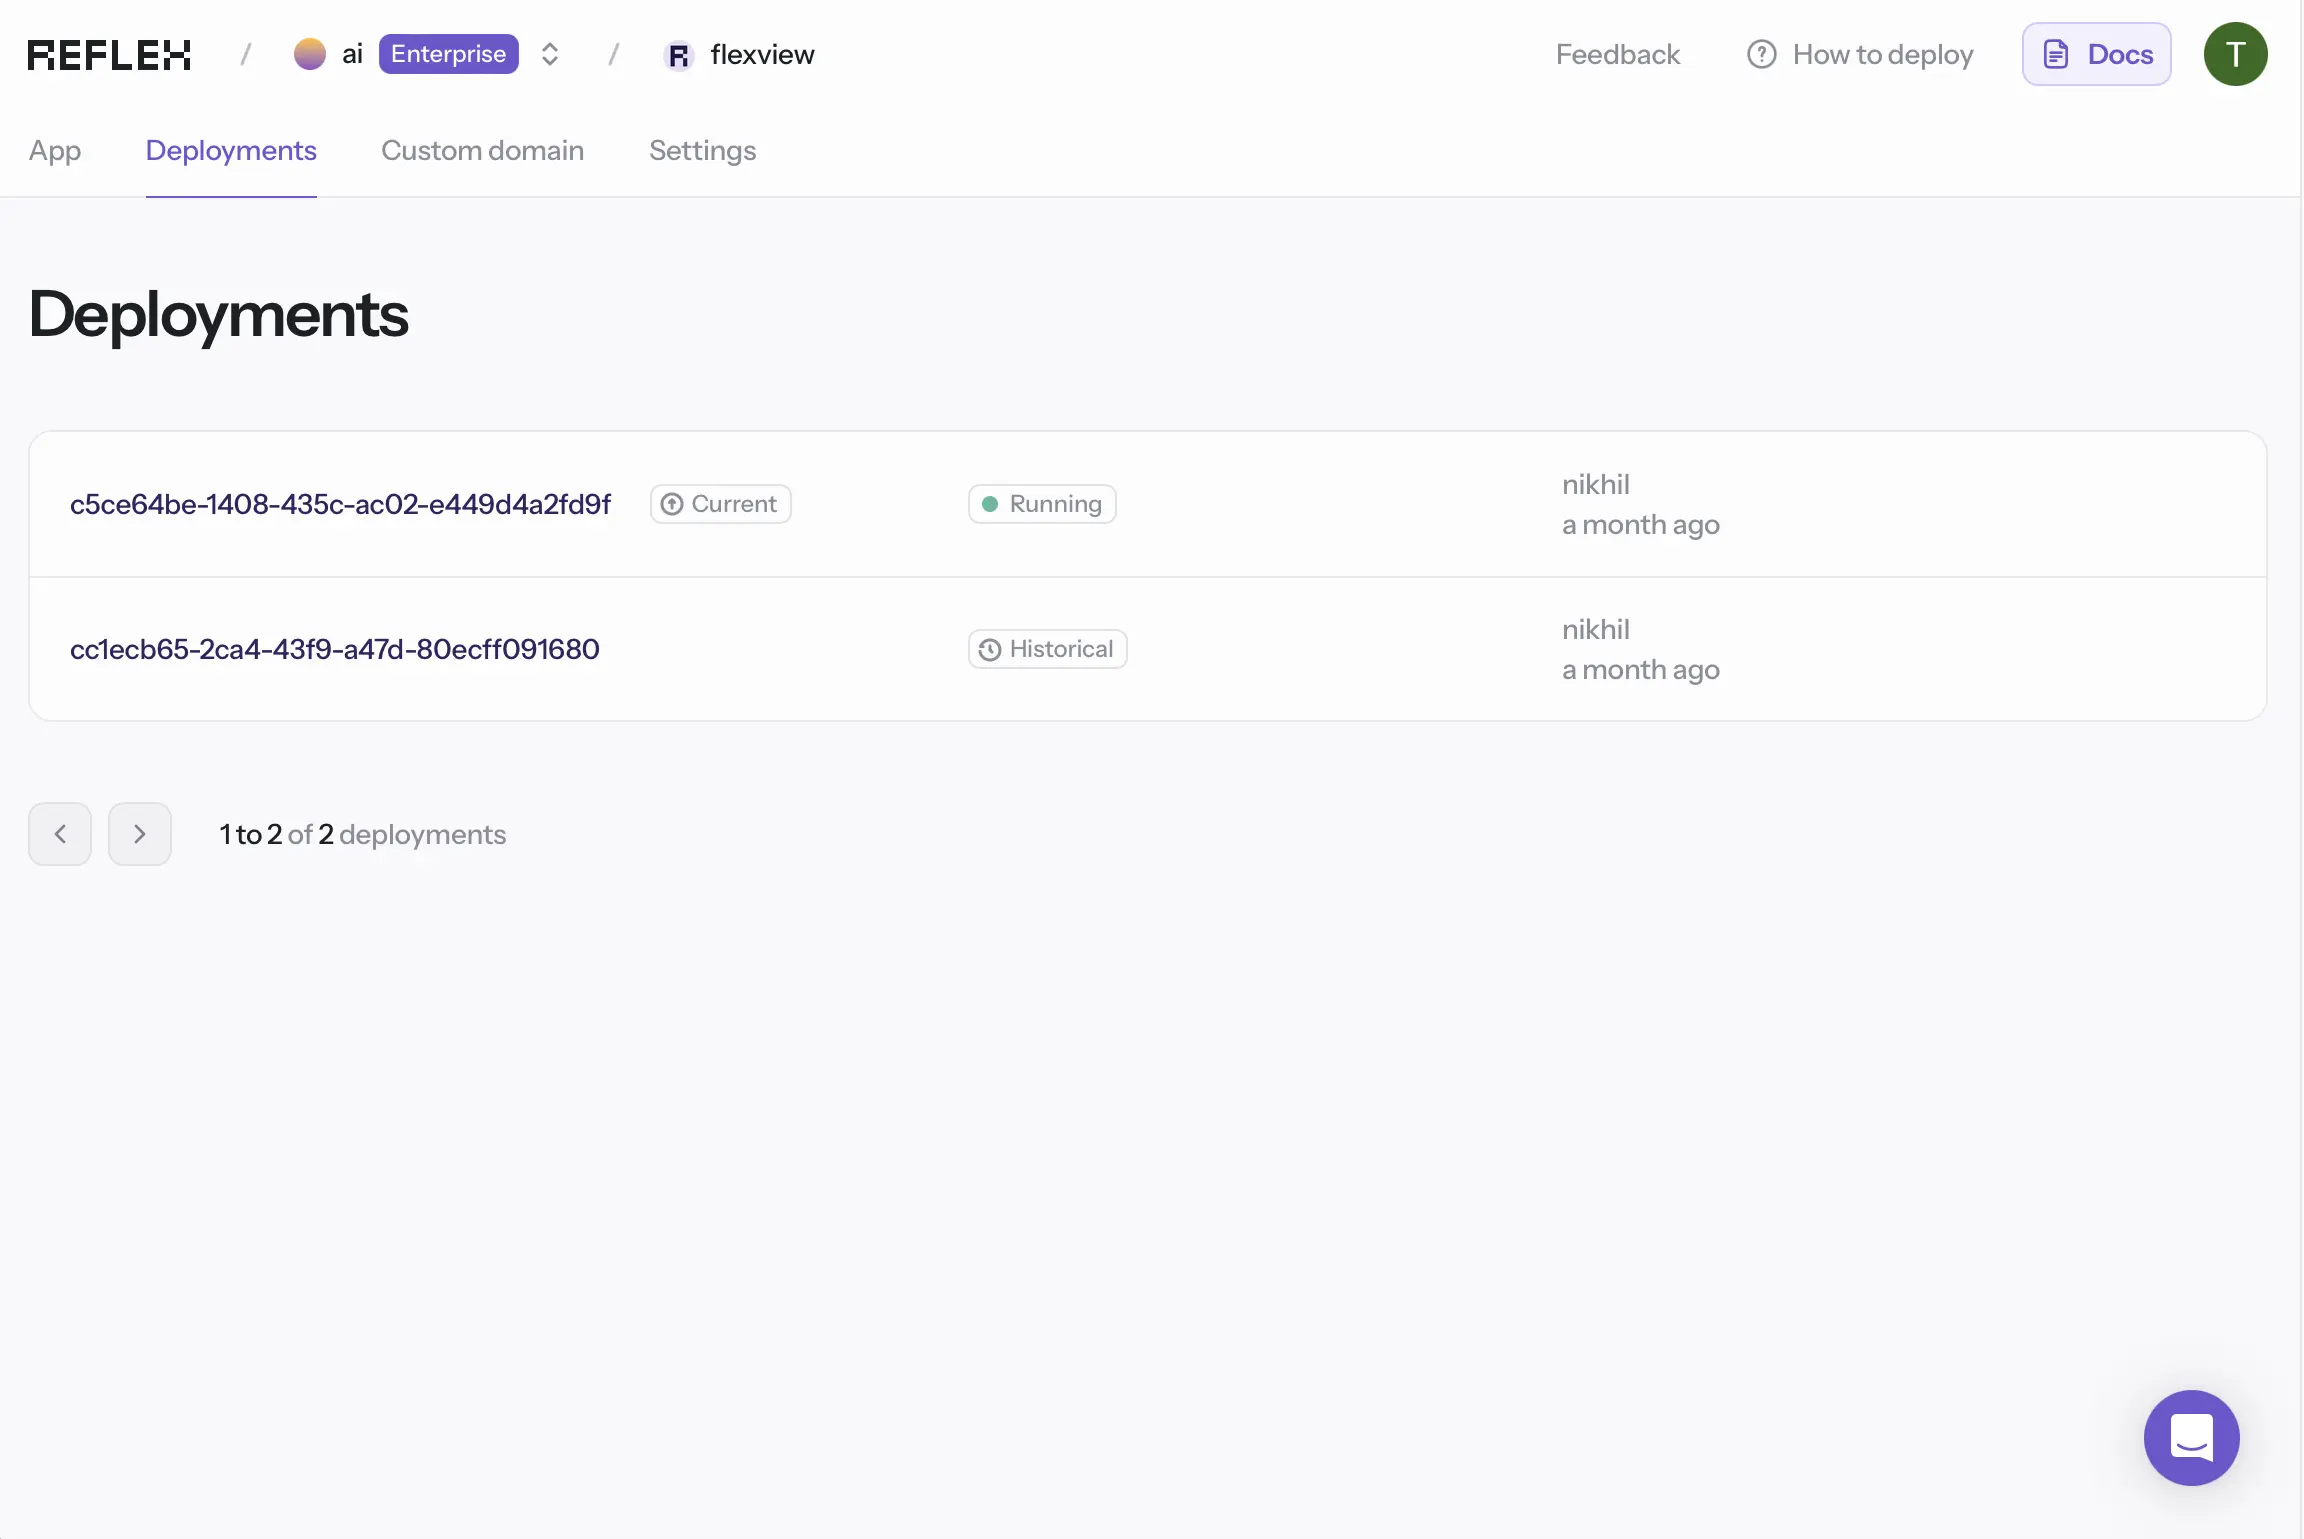 REFLEX / ai Enterprise / R flexview Feedback How to deploy Docs T
App Deployments Custom domain Settings
Deployments
c5ce64be-1408-435c-ac02-e449d4a2fd9f Current Running nikhil
a month ago
cc1ecb65-2ca4-43f9-a47d-80ecff091680 Historical nikhil
a month ago
1 to 2 of 2 deployments